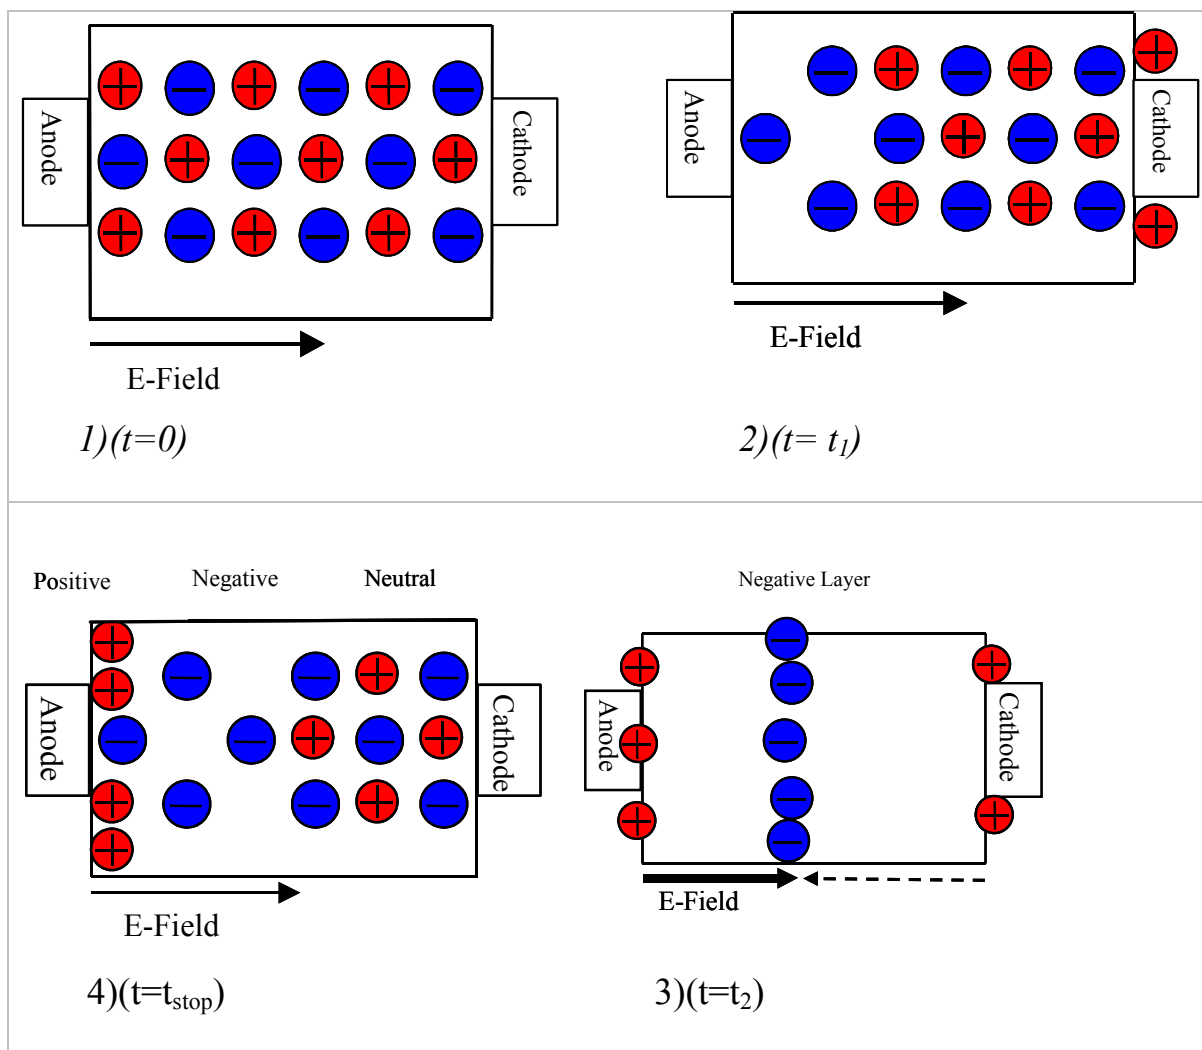 Anode
Cathode
E-Field
1)(t=0)
Anode
Cathode
E-Field
2)(t= t1)
Positive
Negative
Neutral
Anode
Cathode
E-Field
4)(t=tstop)
Negative Layer
Anode
Cathode
E-Field
3)(t=t2)